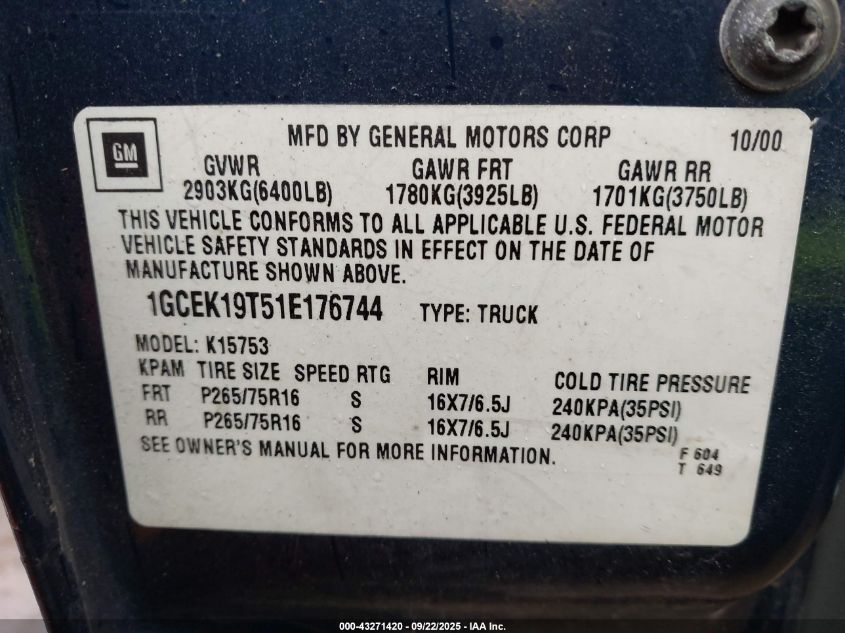 GM
MFD BY GENERAL MOTORS CORP 10/00
GVWR GAWR FRT GAWR RR
2903KG(6400LB) 1780KG(3925LB) 1701KG(3750LB)
THIS VEHICLE CONFORMS TO ALL APPLICABLE U.S. FEDERAL MOTOR
VEHICLE SAFETY STANDARDS IN EFFECT ON THE DATE OF
MANUFACTURE SHOWN ABOVE.
1GCEK19T51E176744 TYPE: TRUCK
MODEL: K15753
KPAM TIRE SIZE SPEED RTG RIM COLD TIRE PRESSURE
FRT P265/75R16 S 16X7/6.5J 240KPA(35PSI)
RR P265/75R16 S 16X7/6.5J 240KPA(35PSI)
SEE OWNER'S MANUAL FOR MORE INFORMATION.
F 604
T 649
000-43271420 - 09/22/2025 - IAA Inc.